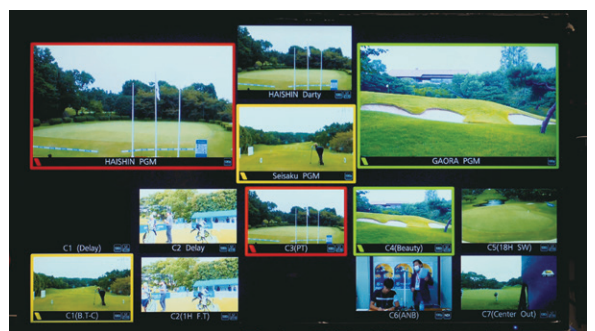 HAISHIN Darty
HAISHIN PGM
Seisaku PGM
GAORA PGM
C1 (Delay)
C2 Delay
C3(PT)
C4(Beauty)
C5(18H SW)
C1(B.T-C)
C2(1H F.T)
C6(ANB)
C7(Center Out)